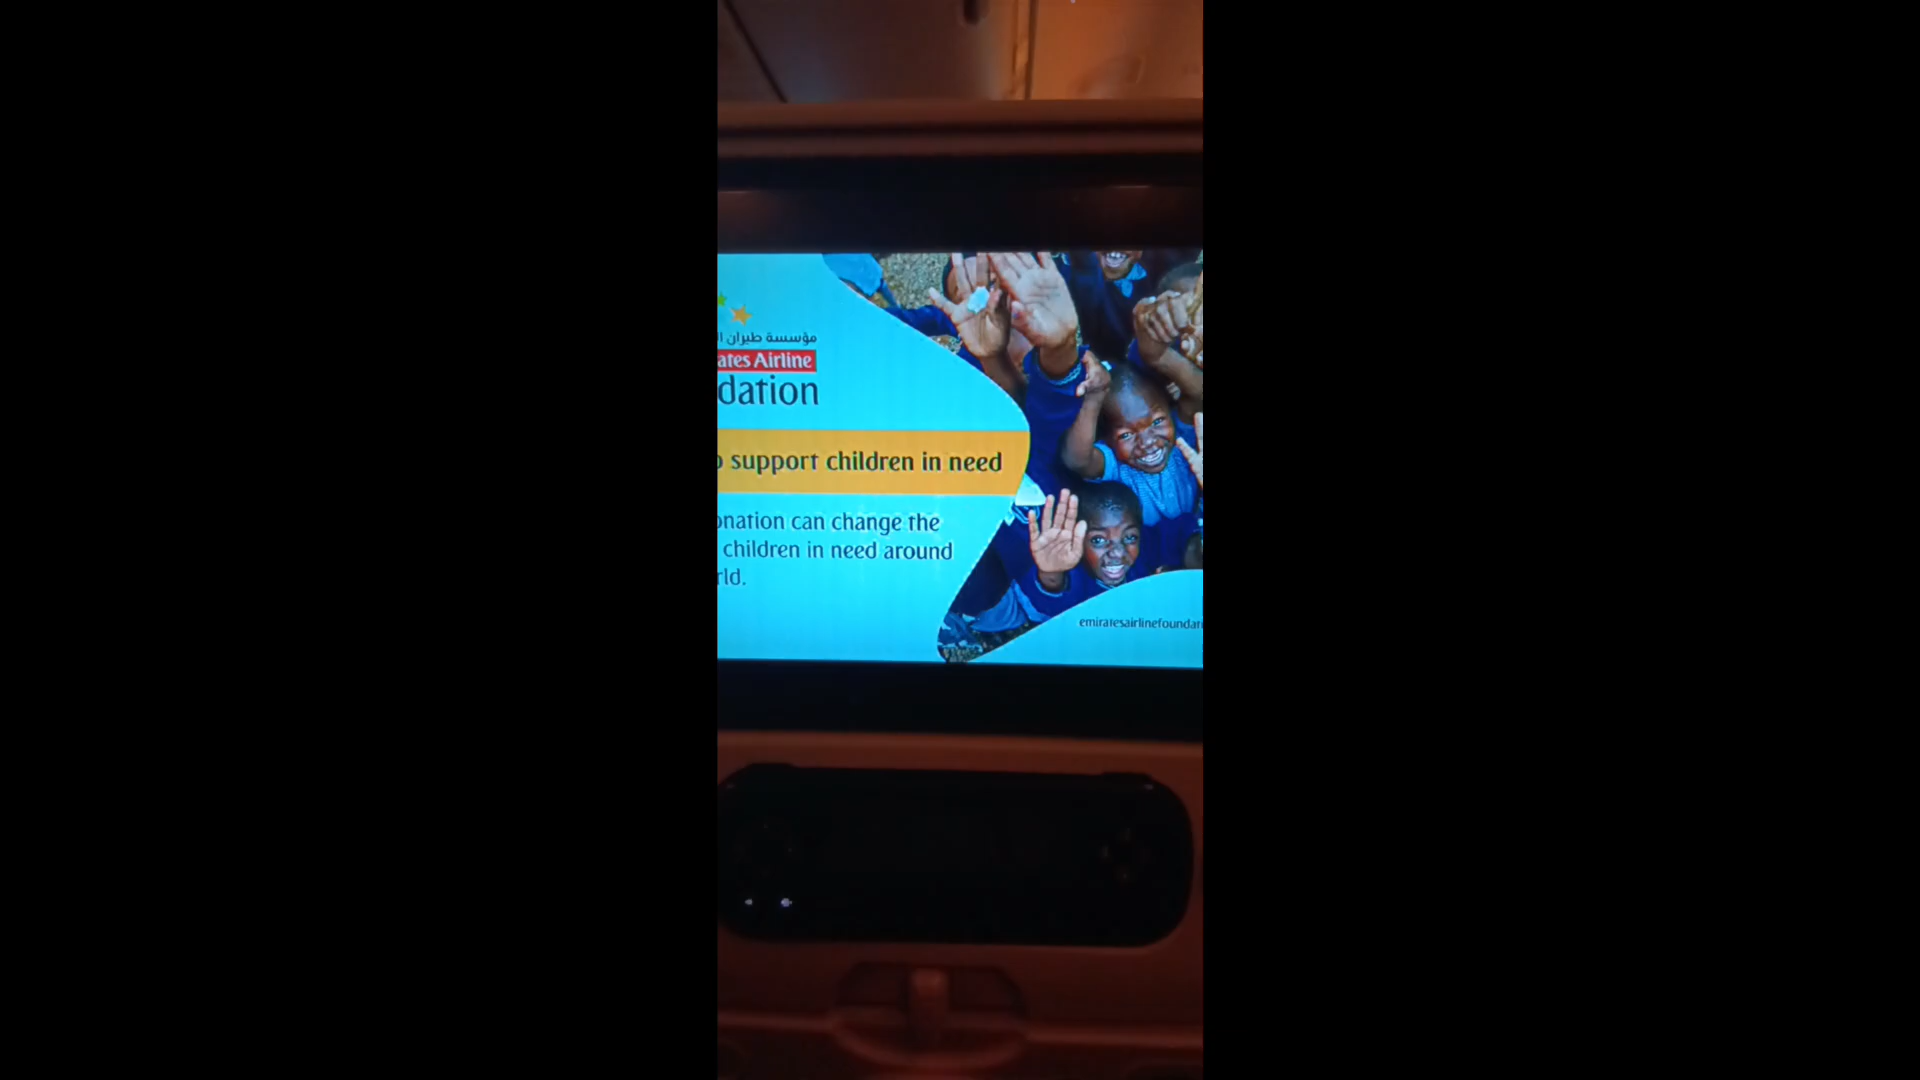 مؤسسة طيران ا
ates Airline
dation
support children in need
nation can change the
children in need around
rld.
emiratesairlinefoundat